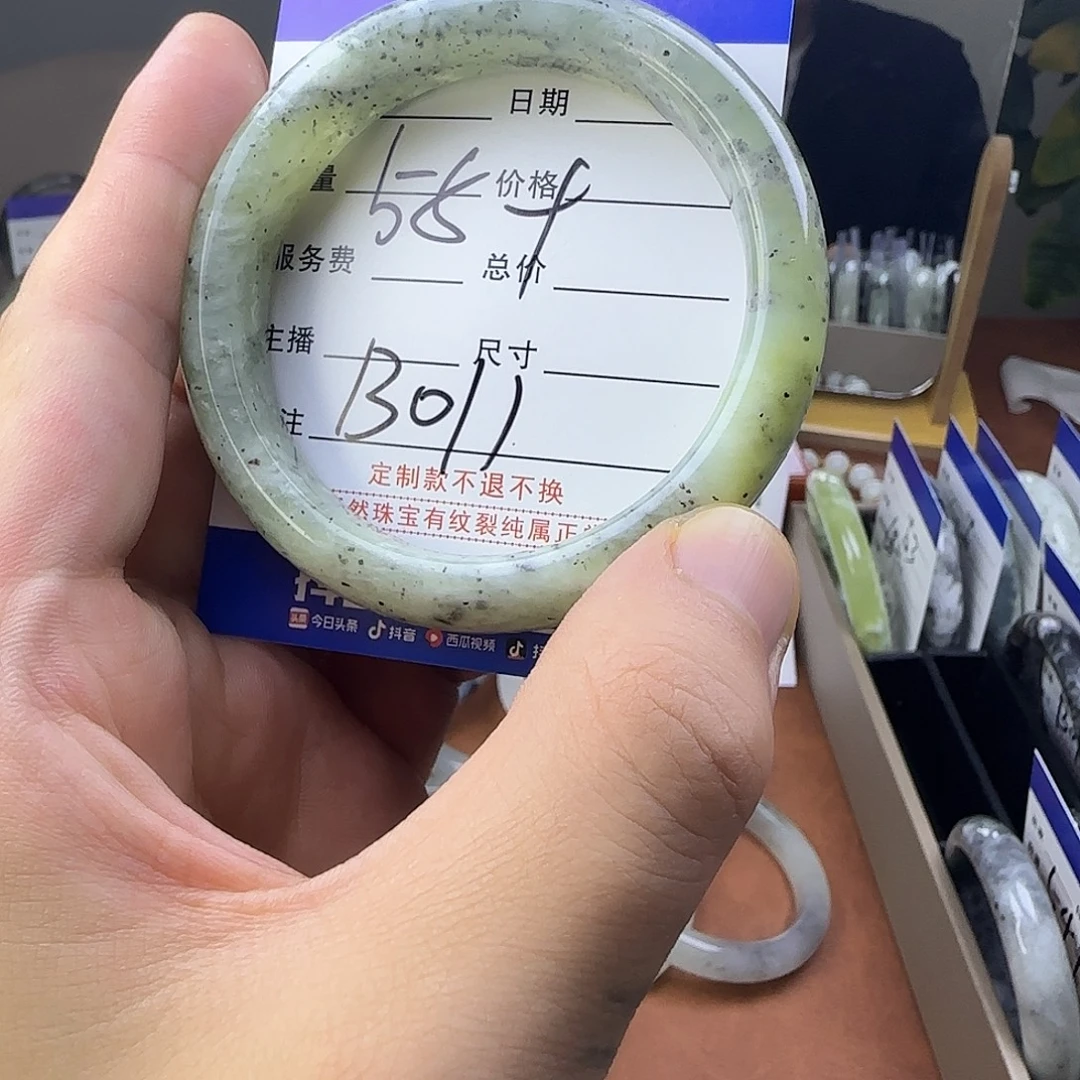 日期
量 58 价格
服务费 总价
主播 尺寸
注 B011
定制款不退不换
然珠宝有纹裂纯属正
今日头条 抖音 西瓜视频